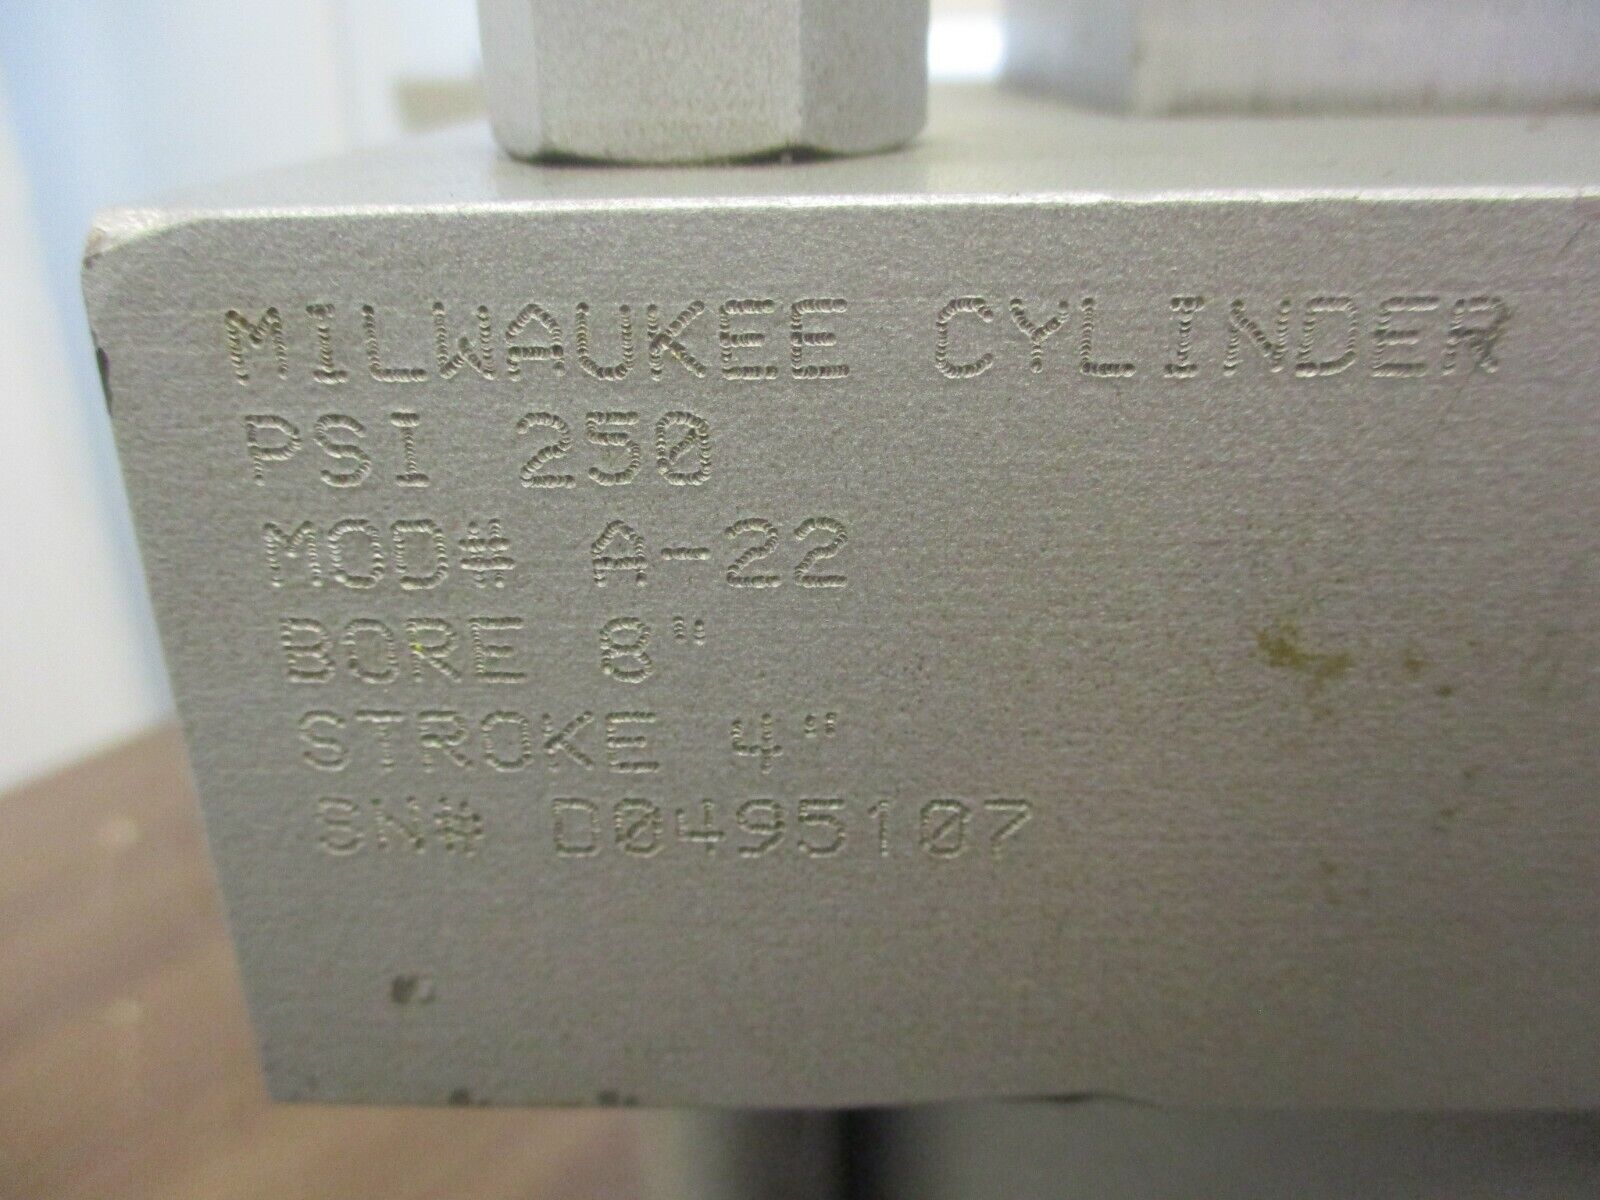 MILWAUKEE CYLINDER
PSI 250
MOD# A-22
BORE 8"
STROKE 4"
SN# D0495107